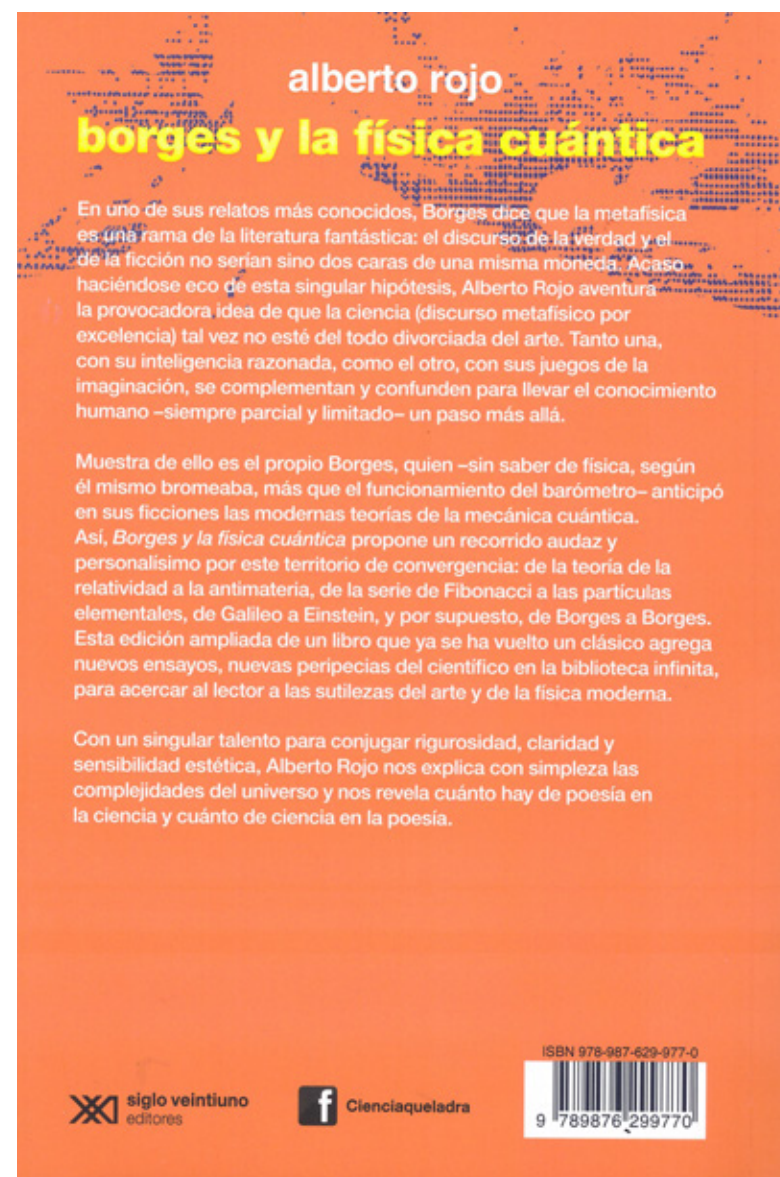 alberto rojo
borges y la física cuántica
En uno de sus relatos más conocidos, Borges dice que la metafísica
es una rama de la literatura fantástica: el discurso de la verdad y el
de la ficción no serían sino dos caras de una misma moneda. Acaso
haciéndose eco de esta singular hipótesis, Alberto Rojo aventura
la provocadora idea de que la ciencia (discurso metafísico por
excelencia) tal vez no esté del todo divorciada del arte. Tanto una,
con su inteligencia razonada, como el otro, con sus juegos de la
imaginación, se complementan y confunden para llevar el conocimiento
humano –siempre parcial y limitado– un paso más allá.
Muestra de ello es el propio Borges, quien –sin saber de física, según
él mismo bromeaba, más que el funcionamiento del barómetro– anticipó
en sus ficciones las modernas teorías de la mecánica cuántica.
Así, Borges y la física cuántica propone un recorrido audaz y
personalísimo por este territorio de convergencia: de la teoría de la
relatividad a la antimateria, de la serie de Fibonacci a las partículas
elementales, de Galileo a Einstein, y por supuesto, de Borges a Borges.
Esta edición ampliada de un libro que ya se ha vuelto un clásico agrega
nuevos ensayos, nuevas peripecias del científico en la biblioteca infinita,
para acercar al lector a las sutilezas del arte y de la física moderna.
Con un singular talento para conjugar rigurosidad, claridad y
sensibilidad estética, Alberto Rojo nos explica con simpleza las
complejidades del universo y nos revela cuánto hay de poesía en
la ciencia y cuánto de ciencia en la poesía.
ISBN 978-987-629-977-0
siglo veintiuno
editores
f Cienciaqueladra
9 789876 299770